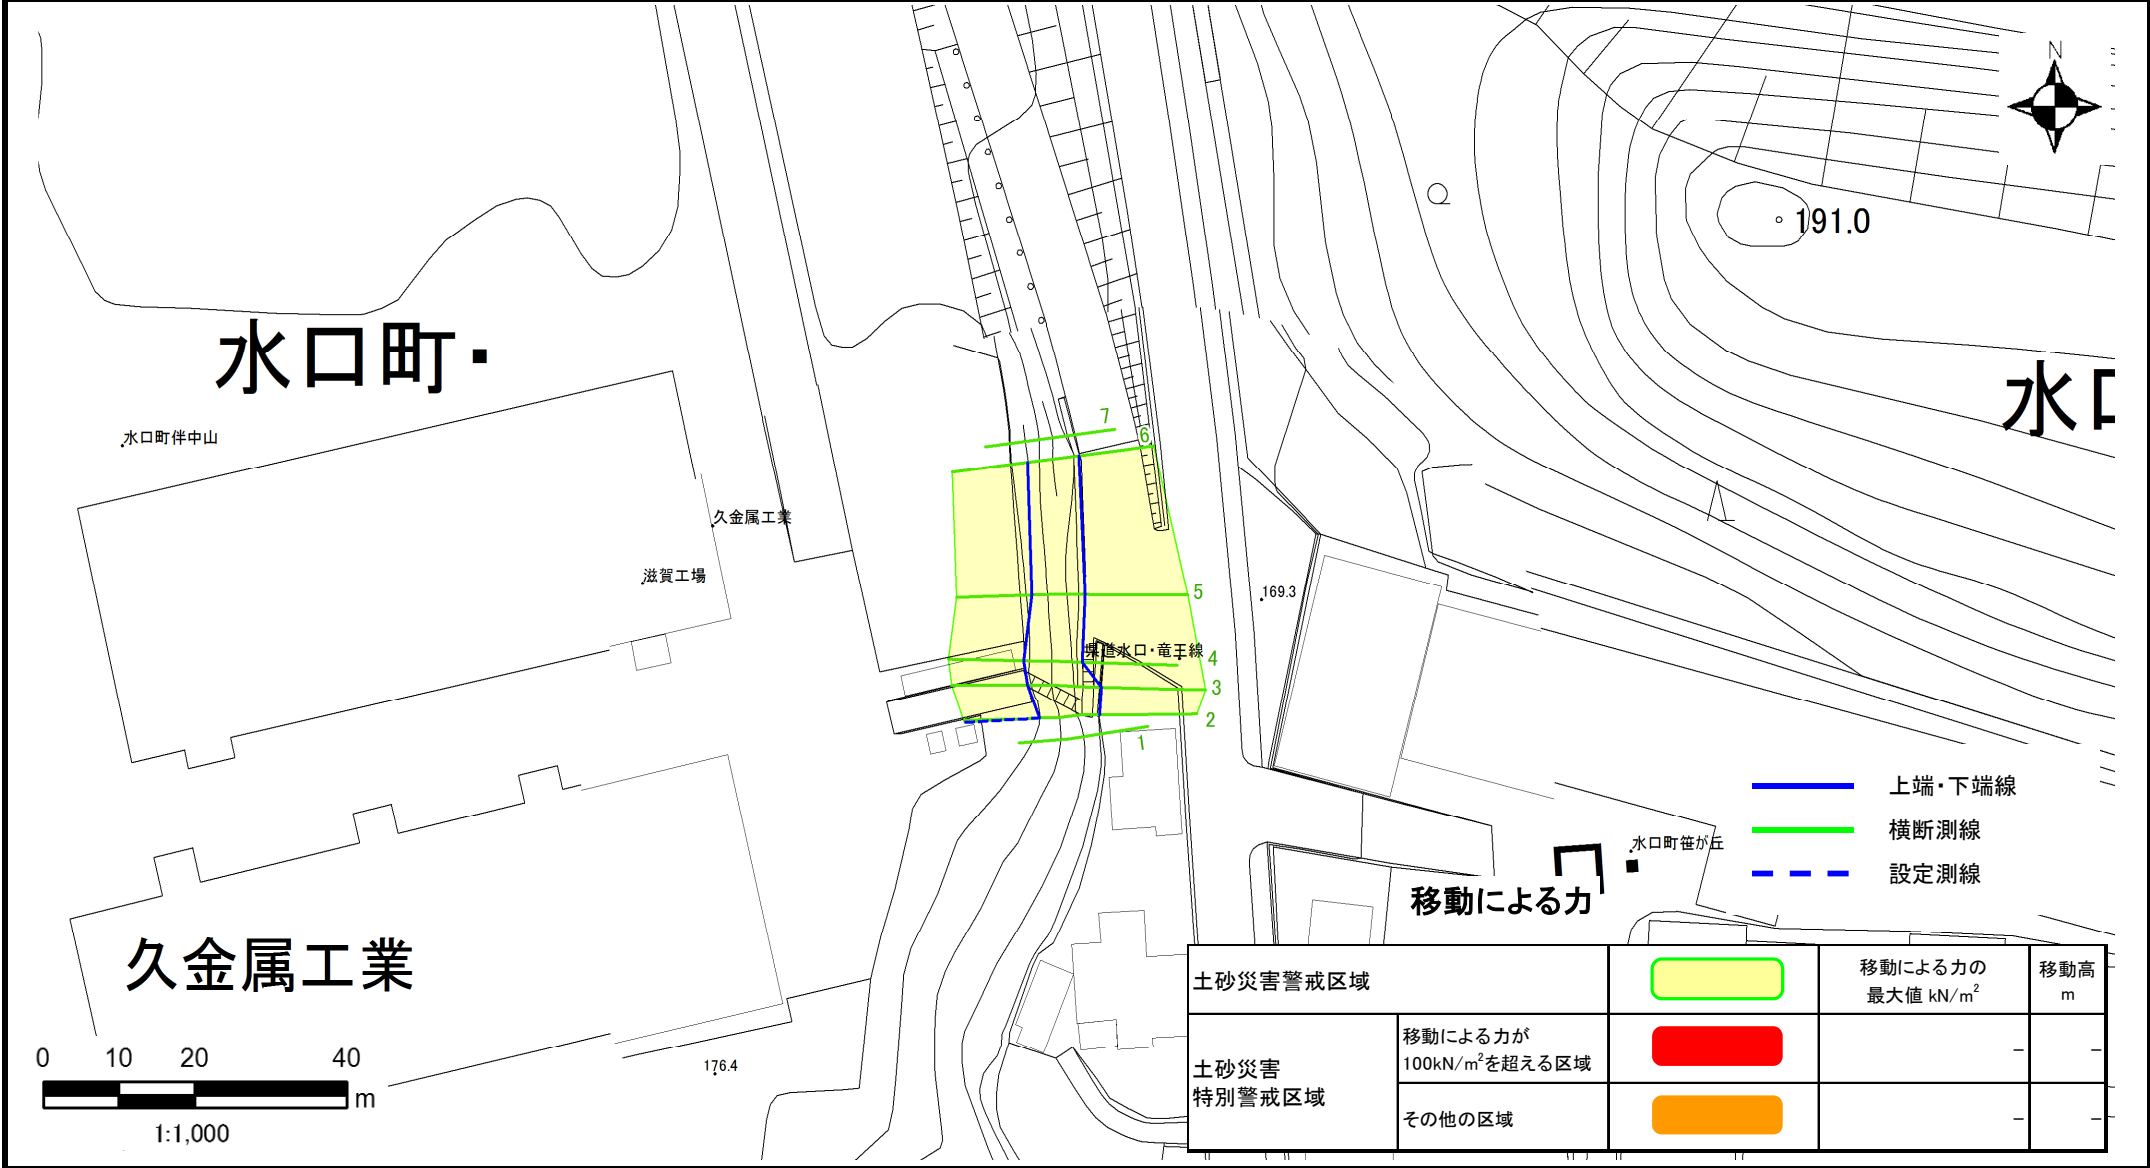 N
191.0
水口町・
水口
水口町伴中山
久金属工業
滋賀工場
7
6
5
169.3
県道水口・竜王線
4
3
2
1
上端・下端線
横断測線
設定測線
水口町笹が丘
久金属工業
176.4
0 10 20 40
m
1:1,000
移動による力
土砂災害警戒区域
移動による力の
最大値 kN/m²
移動高
m
土砂災害
特別警戒区域
移動による力が
100kN/m²を超える区域
− −
その他の区域
− −